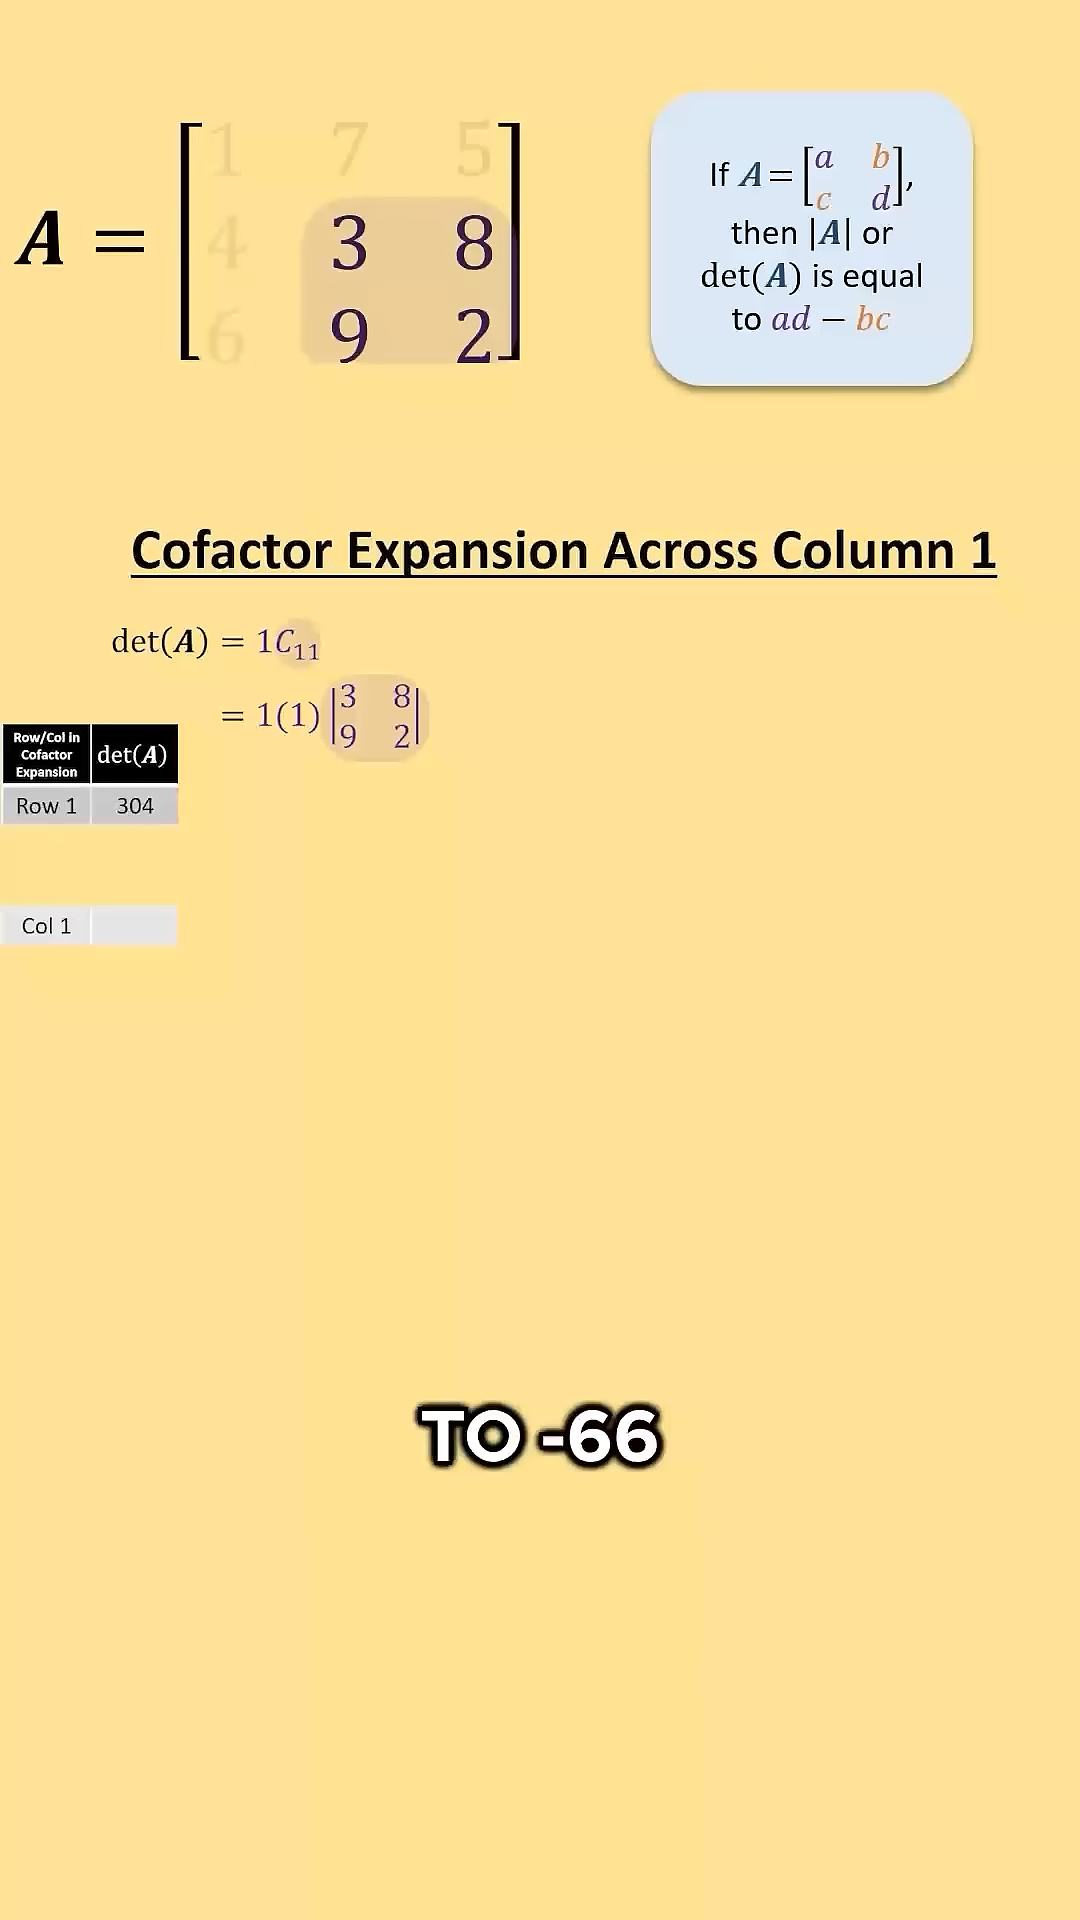 A = [1 7 5
4 3 8
6 9 2]
If A = [a b
c d],
then |A| or
det(A) is equal
to ad − bc
Cofactor Expansion Across Column 1
det(A) = 1C₁₁
= 1(1) |3 8
9 2|
Row/Col in Cofactor Expansion det(A)
Row 1 304
Col 1
TO -66